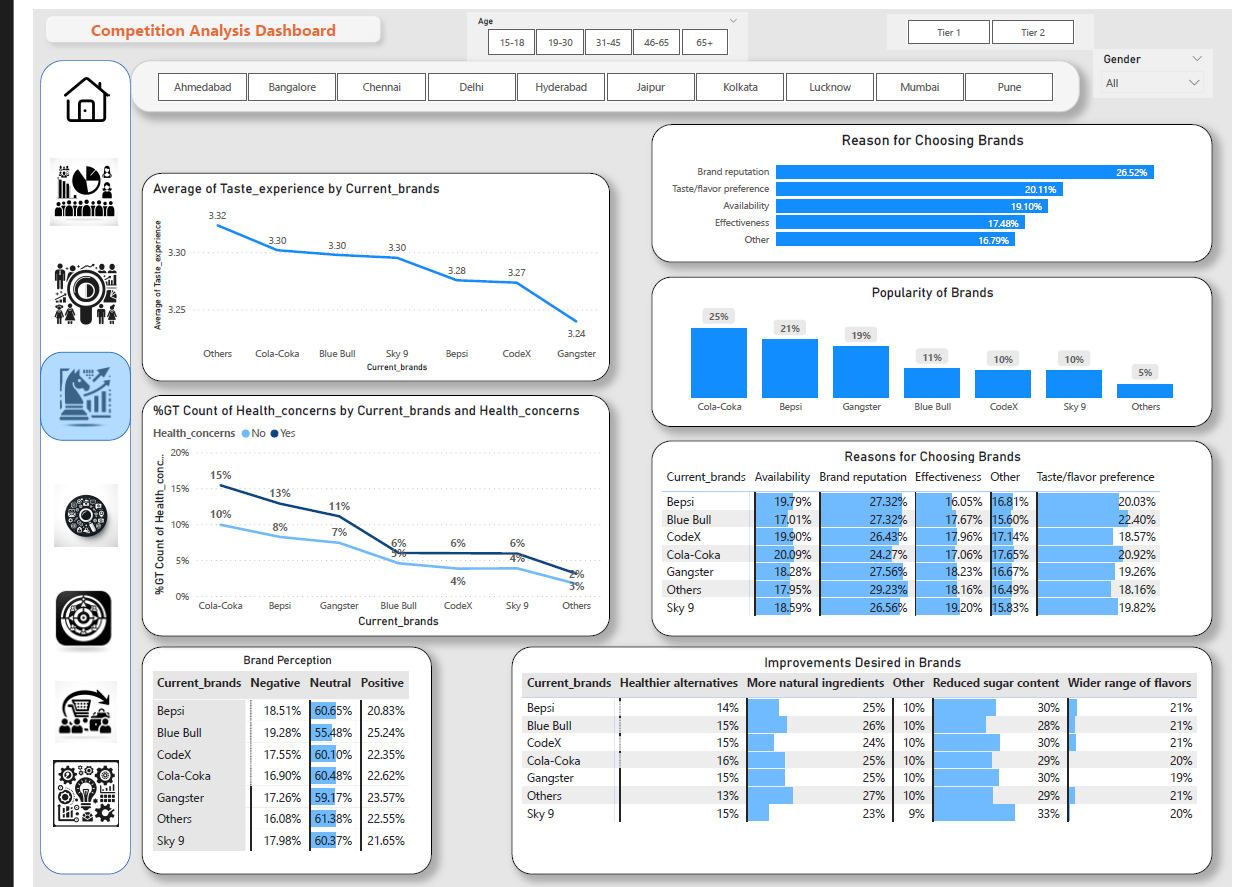 Competition Analysis Dashboard
Age
15-18 19-30 31-45 46-65 65+
Tier 1 Tier 2
Gender
All
Ahmedabad Bangalore Chennai Delhi Hyderabad Jaipur Kolkata Lucknow Mumbai Pune
Average of Taste_experience by Current_brands
Average of Taste_experience
3.32 3.30 3.30 3.30 3.28 3.27 3.24
3.30
3.25
Others Cola-Coka Blue Bull Sky 9 Bepsi CodeX Gangster
Current_brands
Reason for Choosing Brands
Brand reputation 26.52%
Taste/flavor preference 20.11%
Availability 19.10%
Effectiveness 17.48%
Other 16.79%
Popularity of Brands
25% 21% 19% 11% 10% 10% 5%
Cola-Coka Bepsi Gangster Blue Bull CodeX Sky 9 Others
%GT Count of Health_concerns by Current_brands and Health_concerns
Health_concerns No Yes
%GT Count of Health_conc...
20%
15%
10%
5%
0%
15% 13% 11% 6% 6% 6% 2%
10% 8% 7% 5% 4% 4% 3%
Cola-Coka Bepsi Gangster Blue Bull CodeX Sky 9 Others
Current_brands
Reasons for Choosing Brands
Current_brands Availability Brand reputation Effectiveness Other Taste/flavor preference
Bepsi 19.79% 27.32% 16.05% 16.81% 20.03%
Blue Bull 17.01% 27.32% 17.67% 15.60% 22.40%
CodeX 19.90% 26.43% 17.96% 17.14% 18.57%
Cola-Coka 20.09% 24.27% 17.06% 17.65% 20.92%
Gangster 18.28% 27.56% 18.23% 16.67% 19.26%
Others 17.95% 29.23% 18.16% 16.49% 18.16%
Sky 9 18.59% 26.56% 19.20% 15.83% 19.82%
Brand Perception
Current_brands Negative Neutral Positive
Bepsi 18.51% 60.65% 20.83%
Blue Bull 19.28% 55.48% 25.24%
CodeX 17.55% 60.10% 22.35%
Cola-Coka 16.90% 60.48% 22.62%
Gangster 17.26% 59.17% 23.57%
Others 16.08% 61.38% 22.55%
Sky 9 17.98% 60.37% 21.65%
Improvements Desired in Brands
Current_brands Healthier alternatives More natural ingredients Other Reduced sugar content Wider range of flavors
Bepsi 14% 25% 10% 30% 21%
Blue Bull 15% 26% 10% 28% 21%
CodeX 15% 24% 10% 30% 21%
Cola-Coka 16% 25% 10% 29% 20%
Gangster 15% 25% 10% 30% 19%
Others 13% 27% 10% 29% 21%
Sky 9 15% 23% 9% 33% 20%